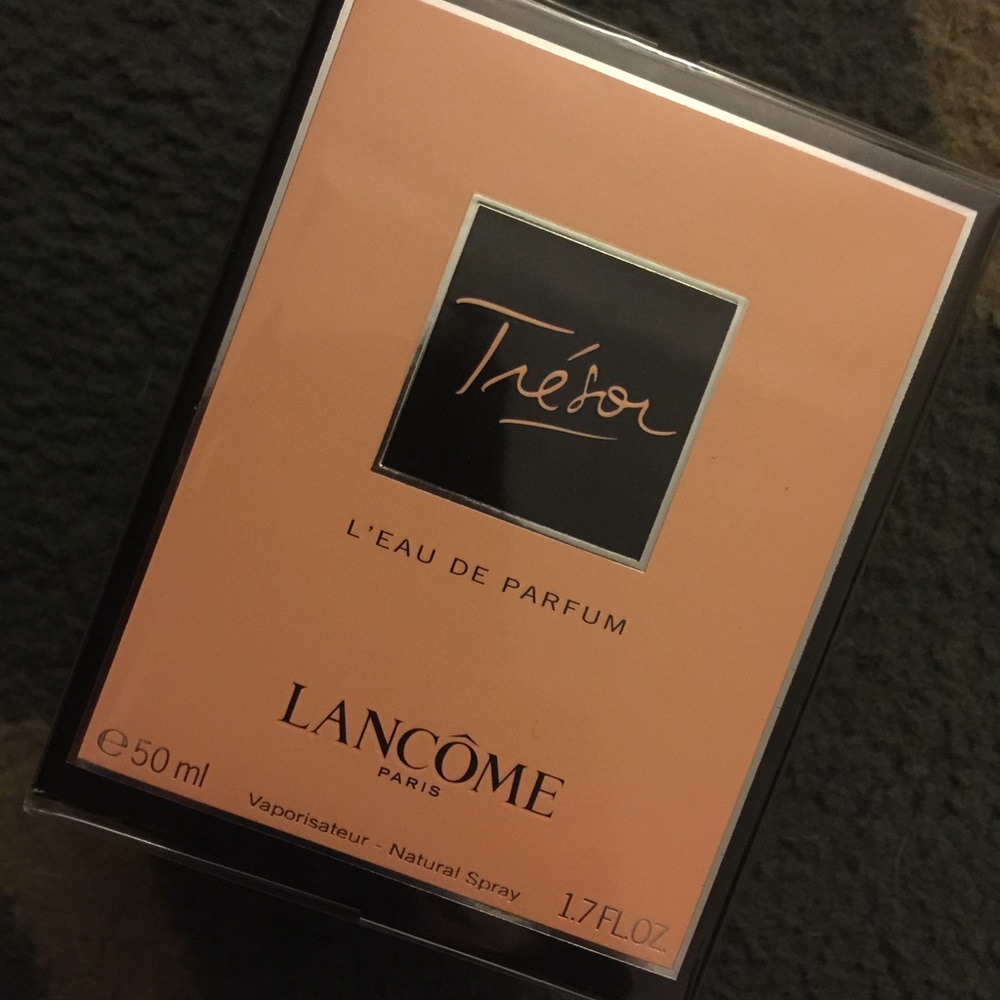 Trésor
L'EAU DE PARFUM
LANCÔME
PARIS
℮ 50 ml
Vaporisateur - Natural Spray
1.7 FL.OZ.